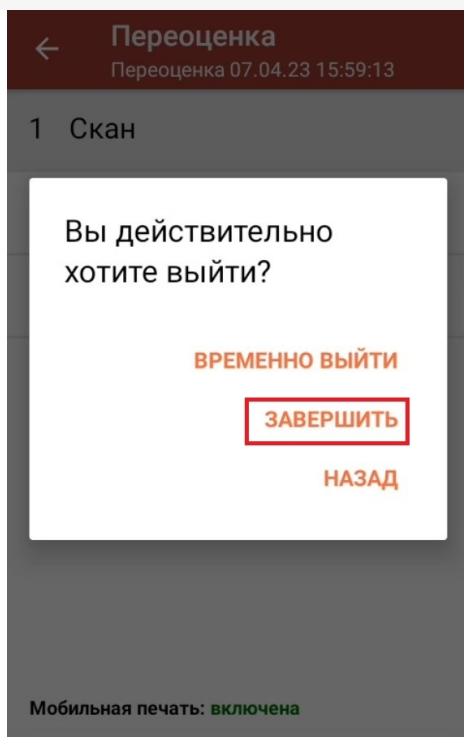 Переоценка
Переоценка 07.04.23 15:59:13
1 Скан
Вы действительно
хотите выйти?
ВРЕМЕННО ВЫЙТИ
ЗАВЕРШИТЬ
НАЗАД
Мобильная печать: включена